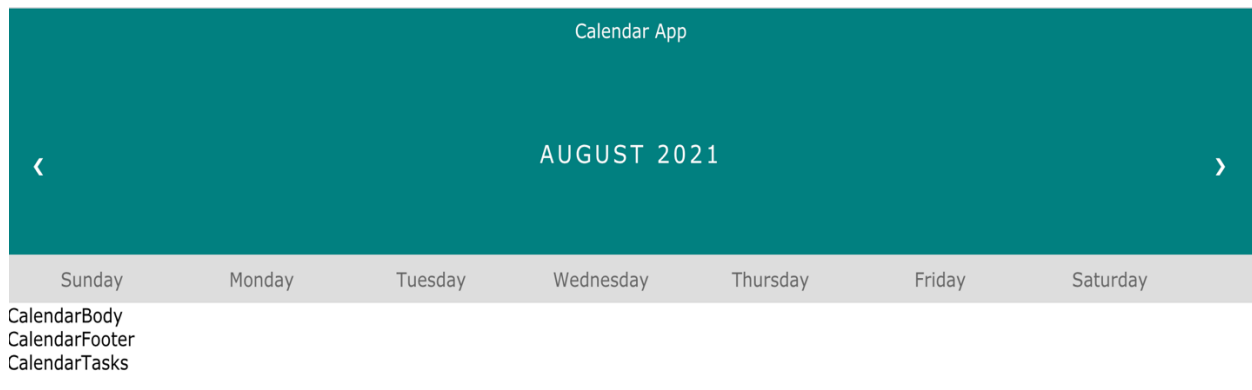 Calendar App
❮ AUGUST 2021 ❯
Sunday Monday Tuesday Wednesday Thursday Friday Saturday
CalendarBody
CalendarFooter
CalendarTasks